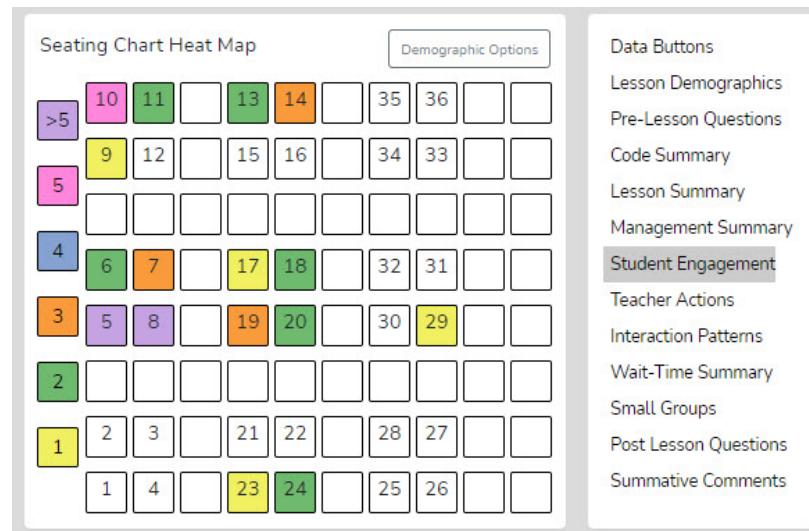 Seating Chart Heat Map
Demographic Options
10 11 13 14 35 36
>5
9 12 15 16 34 33
5
4
6 7 17 18 32 31
3
5 8 19 20 30 29
2
2 3 21 22 28 27
1
1 4 23 24 25 26
Data Buttons
Lesson Demographics
Pre-Lesson Questions
Code Summary
Lesson Summary
Management Summary
Student Engagement
Teacher Actions
Interaction Patterns
Wait-Time Summary
Small Groups
Post Lesson Questions
Summative Comments